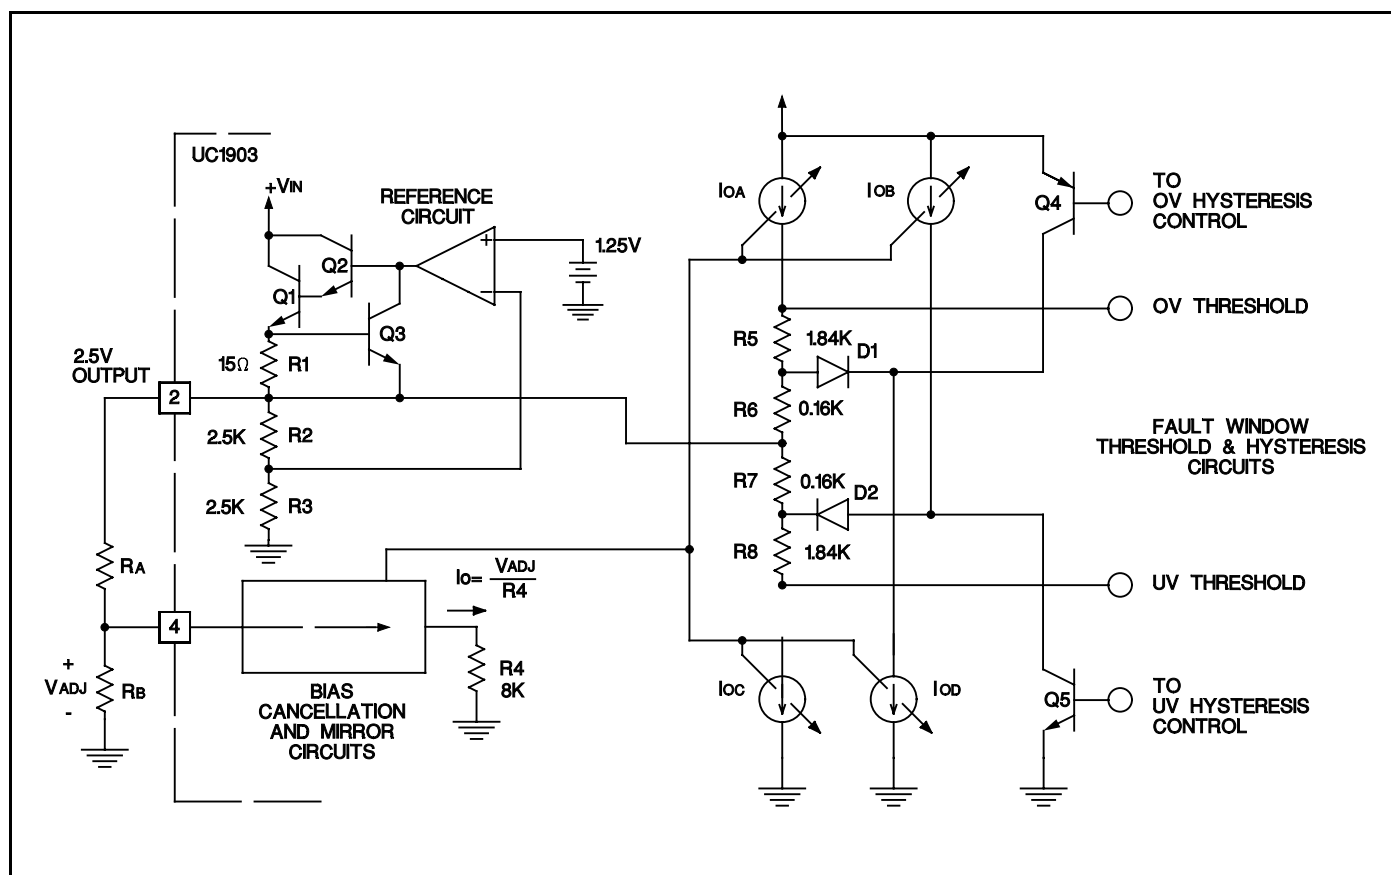 UC1903
+VIN
REFERENCE
CIRCUIT
+
−
1.25V
Q2
Q1
Q3
15Ω
R1
2.5V
OUTPUT
2
2.5K
R2
2.5K
R3
RA
4
+
VADJ
-
RB
IO= VADJ
R4
R4
8K
BIAS
CANCELLATION
AND MIRROR
CIRCUITS
IOA
IOB
Q4
TO
OV HYSTERESIS
CONTROL
OV THRESHOLD
R5
1.84K
D1
R6
0.16K
R7
0.16K
D2
R8
1.84K
FAULT WINDOW
THRESHOLD & HYSTERESIS
CIRCUITS
UV THRESHOLD
IOC
IOD
Q5
TO
UV HYSTERESIS
CONTROL